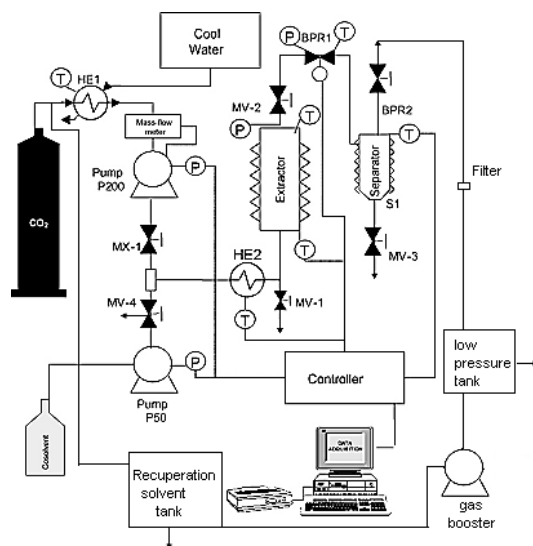 Cool
Water
HE1
T
P
BPR1
T
Mass-flow
meter
MV-2
P
T
BPR2
T
Pump
P200
P
Extractor
Separator
Filter
CO2
S1
MX-1
HE2
T
MV-3
MV-1
MV-4
T
low
pressure
tank
P
Controller
Pump
P50
Cosolvent
DATA
ACQUISITION
Recuperation
solvent
tank
gas
booster